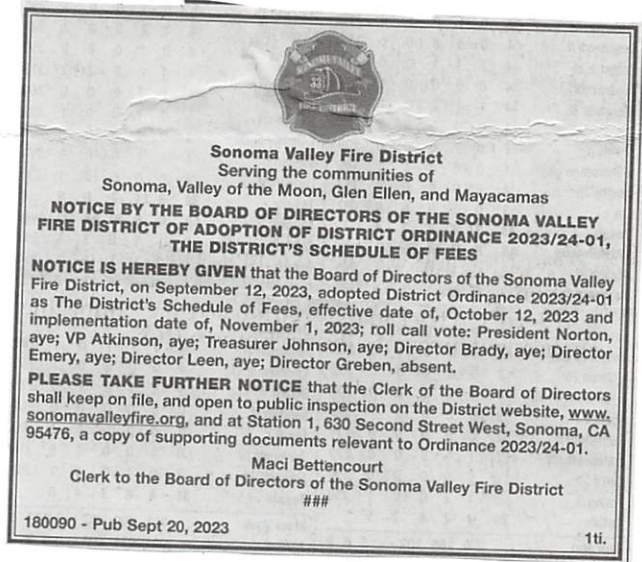 SONOMA VALLEY
FIRE DISTRICT
Sonoma Valley Fire District
Serving the communities of
Sonoma, Valley of the Moon, Glen Ellen, and Mayacamas
NOTICE BY THE BOARD OF DIRECTORS OF THE SONOMA VALLEY
FIRE DISTRICT OF ADOPTION OF DISTRICT ORDINANCE 2023/24-01,
THE DISTRICT'S SCHEDULE OF FEES
NOTICE IS HEREBY GIVEN that the Board of Directors of the Sonoma Valley
Fire District, on September 12, 2023, adopted District Ordinance 2023/24-01
as The District's Schedule of Fees, effective date of, October 12, 2023 and
implementation date of, November 1, 2023; roll call vote: President Norton,
aye; VP Atkinson, aye; Treasurer Johnson, aye; Director Brady, aye; Director
Emery, aye; Director Leen, aye; Director Greben, absent.
PLEASE TAKE FURTHER NOTICE that the Clerk of the Board of Directors
shall keep on file, and open to public inspection on the District website, www.
sonomavalleyfire.org, and at Station 1, 630 Second Street West, Sonoma, CA
95476, a copy of supporting documents relevant to Ordinance 2023/24-01.
Maci Bettencourt
Clerk to the Board of Directors of the Sonoma Valley Fire District
###
180090 - Pub Sept 20, 2023
1ti.